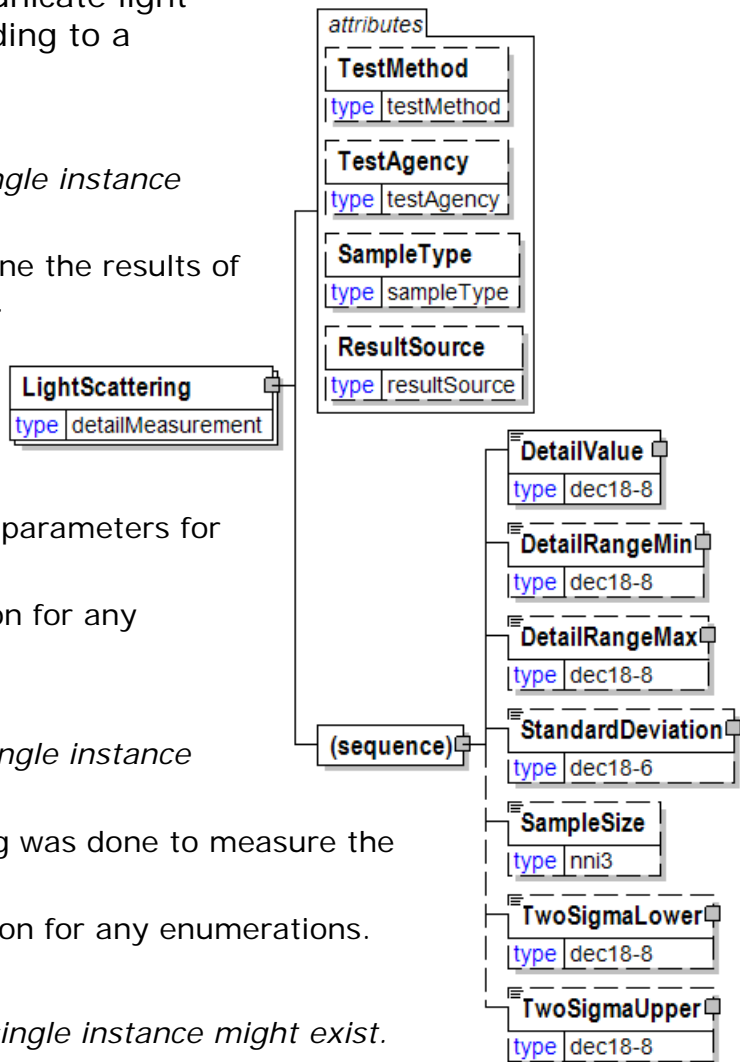 unicate light
ding to a
ngle instance
ne the results of
.
parameters for
on for any
ngle instance
g was done to measure the
on for any enumerations.
single instance might exist.
LightScattering
type detailMeasurement
attributes
TestMethod
type testMethod
TestAgency
type testAgency
SampleType
type sampleType
ResultSource
type resultSource
(sequence)
DetailValue
type dec18-8
DetailRangeMin
type dec18-8
DetailRangeMax
type dec18-8
StandardDeviation
type dec18-6
SampleSize
type nni3
TwoSigmaLower
type dec18-8
TwoSigmaUpper
type dec18-8